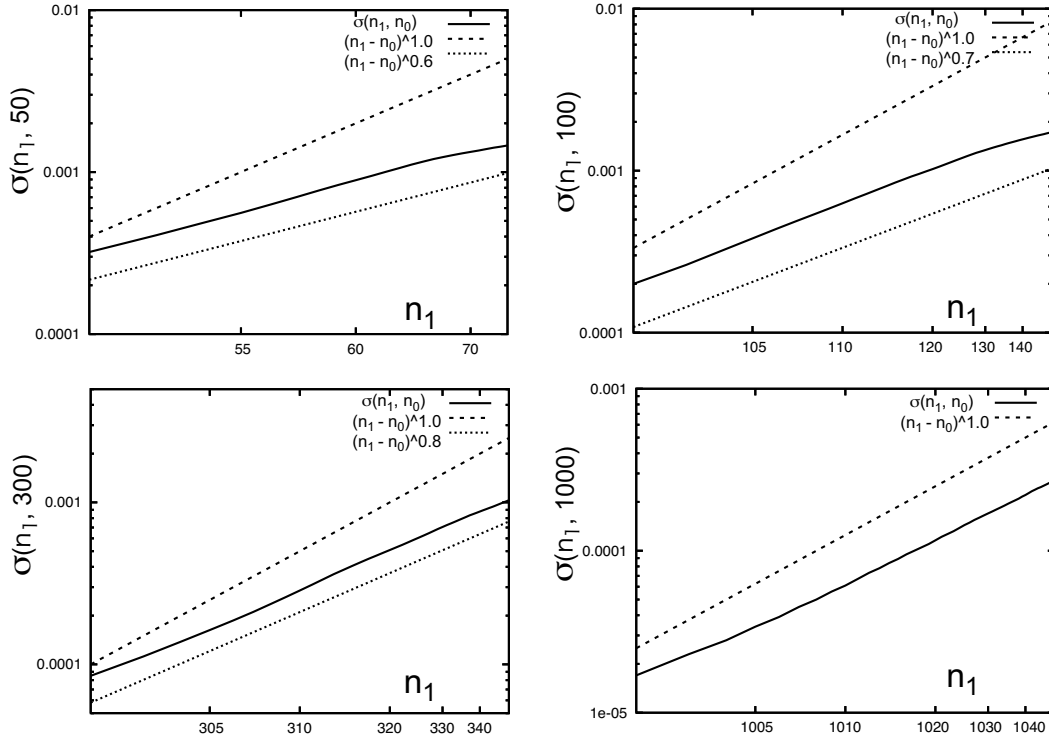 0.01
0.001
0.0001
σ(n1, 50)
σ(n1, n0)
(n1 - n0)^1.0
(n1 - n0)^0.6
n1
55 60 70
0.01
0.001
0.0001
σ(n1, 100)
σ(n1, n0)
(n1 - n0)^1.0
(n1 - n0)^0.7
n1
105 110 120 130 140
0.001
0.0001
σ(n1, 300)
σ(n1, n0)
(n1 - n0)^1.0
(n1 - n0)^0.8
n1
305 310 320 330 340
0.001
0.0001
1e-05
σ(n1, 1000)
σ(n1, n0)
(n1 - n0)^1.0
n1
1005 1010 1020 1030 1040